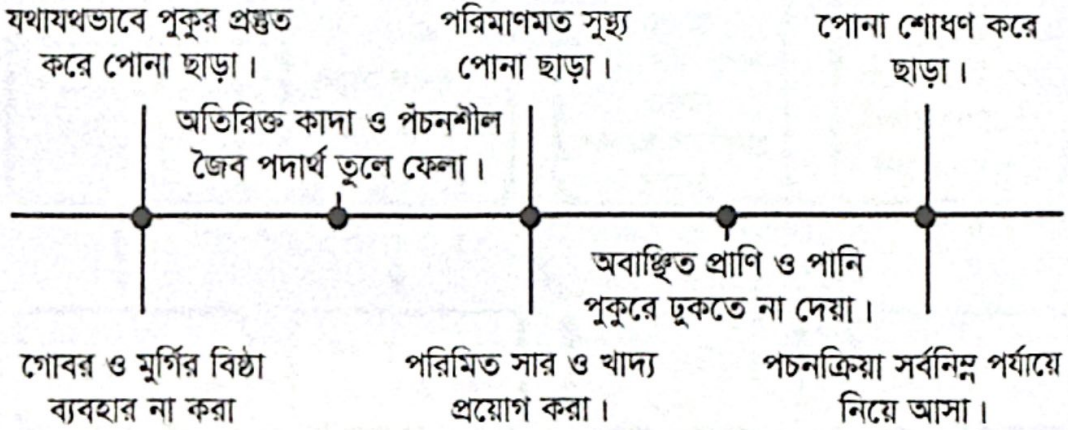 যথাযথভাবে পুকুর প্রস্তুত
করে পোনা ছাড়া।
পরিমাণমত সুস্থ্য
পোনা ছাড়া।
পোনা শোধণ করে
ছাড়া।
অতিরিক্ত কাদা ও পঁচনশীল
জৈব পদার্থ তুলে ফেলা।
অবাঞ্ছিত প্রাণি ও পানি
পুকুরে ঢুকতে না দেয়া।
গোবর ও মুর্গির বিষ্ঠা
ব্যবহার না করা
পরিমিত সার ও খাদ্য
প্রয়োগ করা।
পচনক্রিয়া সর্বনিম্ন পর্যায়ে
নিয়ে আসা।